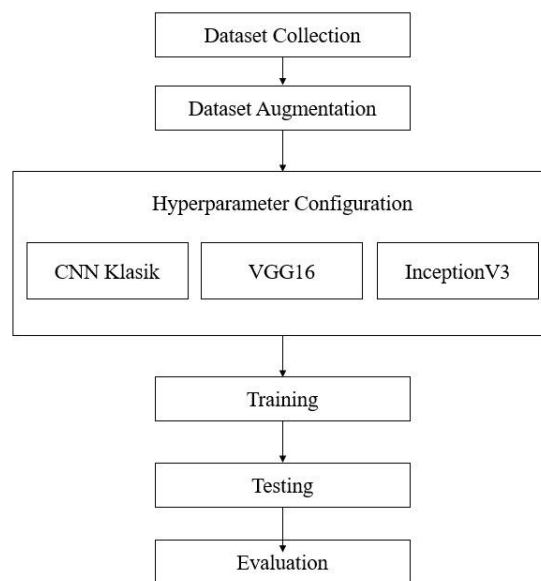 Dataset Collection
Dataset Augmentation
Hyperparameter Configuration
CNN Klasik
VGG16
InceptionV3
Training
Testing
Evaluation